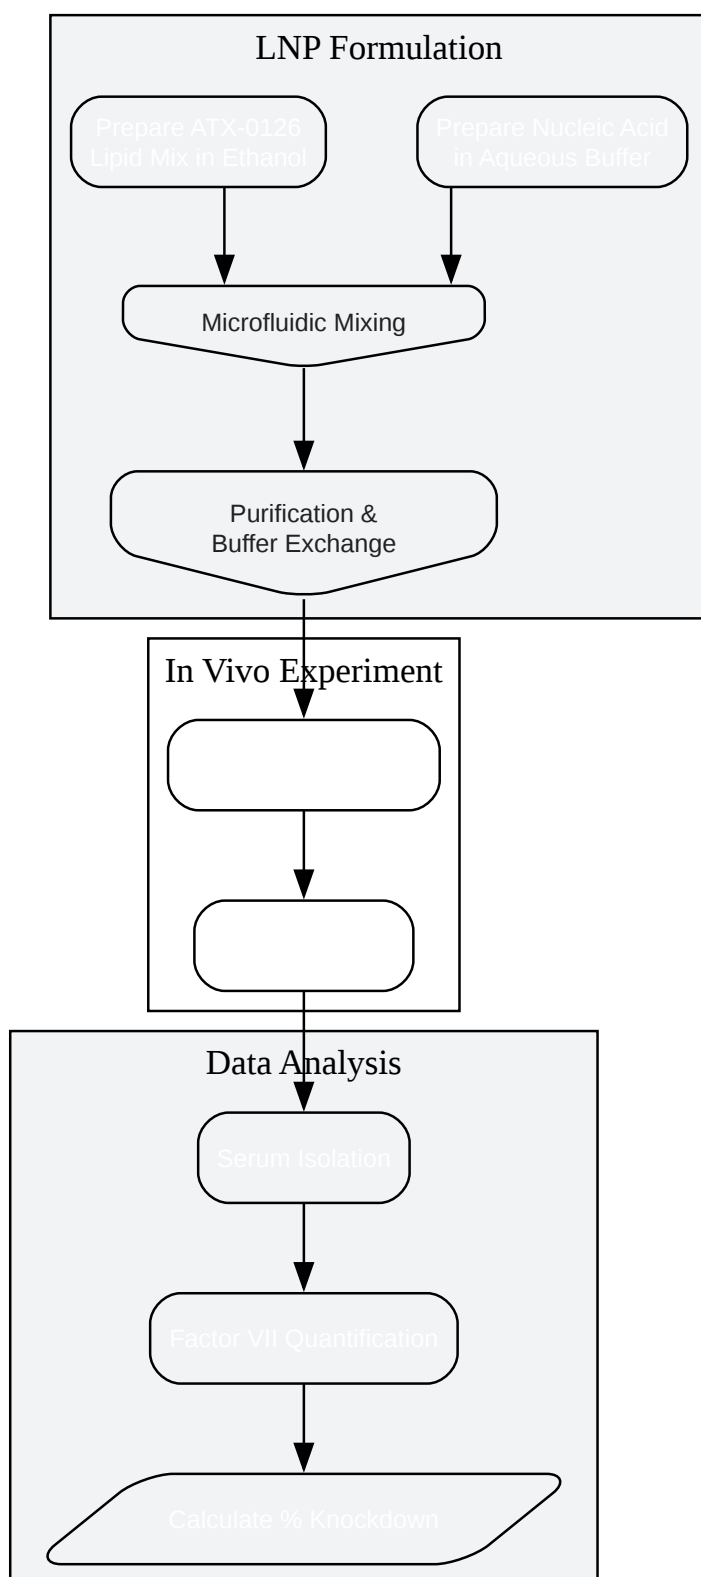 LNP Formulation
Prepare ATX-0126
Lipid Mix in Ethanol
Prepare Nucleic Acid
in Aqueous Buffer
Microfluidic Mixing
Purification &
Buffer Exchange
In Vivo Experiment
Data Analysis
Serum Isolation
Factor VII Quantification
Calculate % Knockdown